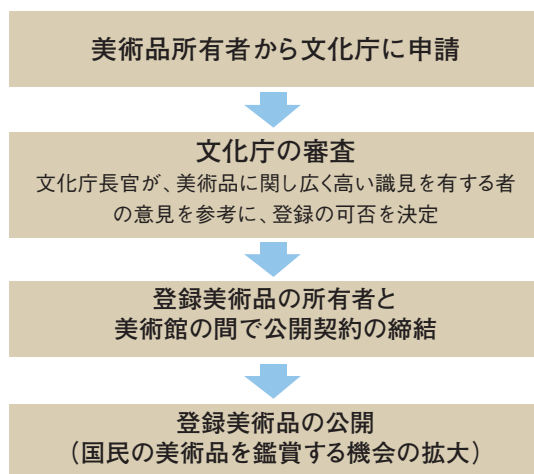 美術品所有者から文化庁に申請
文化庁の審査
文化庁長官が、美術品に関し広く高い識見を有する者
の意見を参考に、登録の可否を決定
登録美術品の所有者と
美術館の間で公開契約の締結
登録美術品の公開
（国民の美術品を鑑賞する機会の拡大）